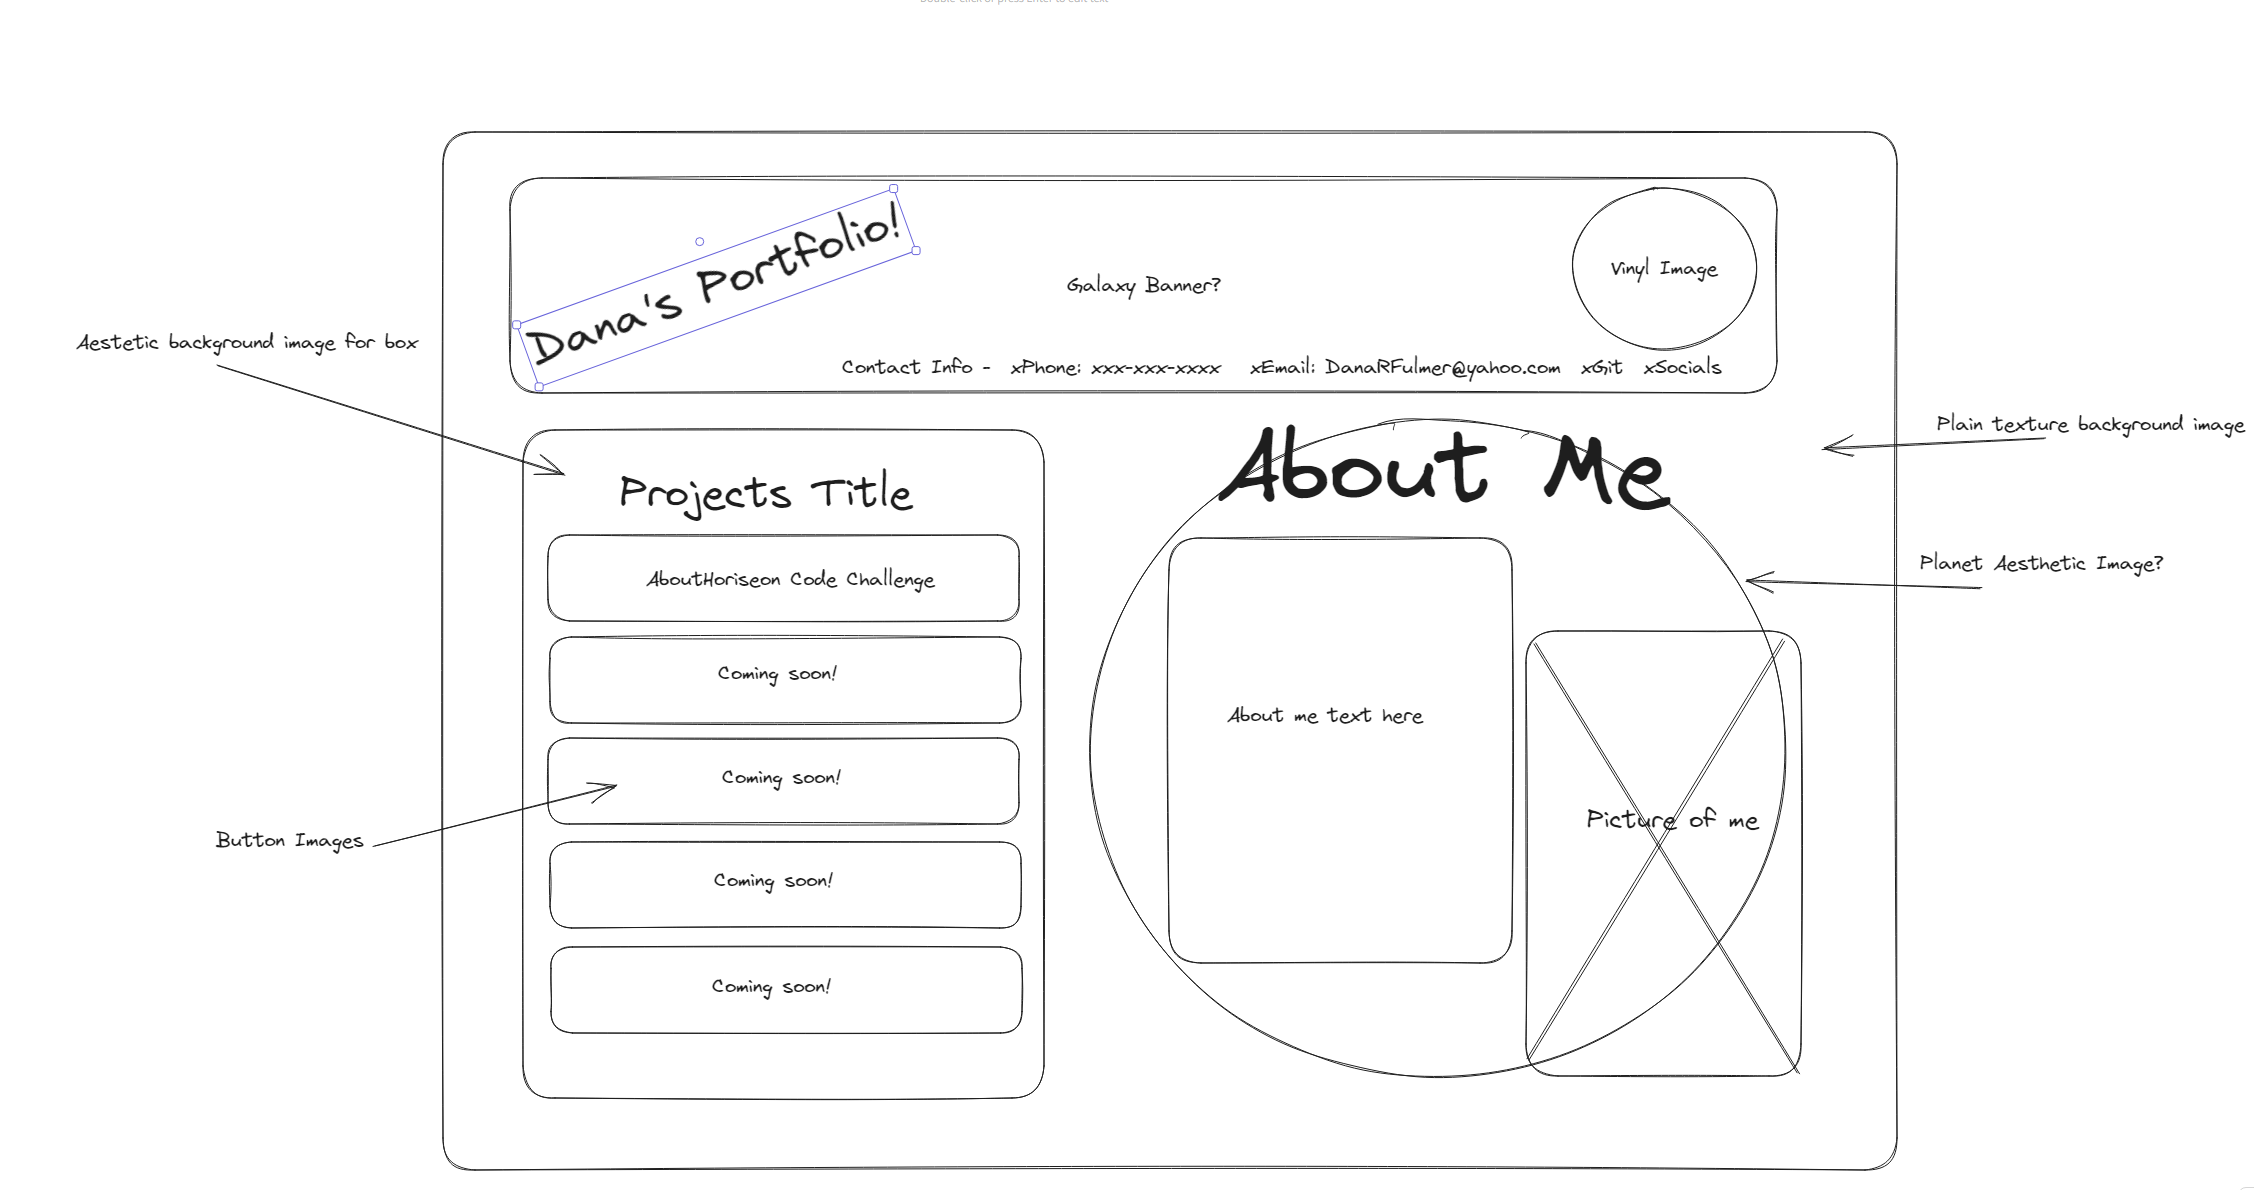 Double-click or press Enter to edit text
Dana's Portfolio!
Galaxy Banner?
Vinyl Image
Contact Info - xPhone: xxx-xxx-xxxx xEmail: DanaRFulmer@yahoo.com xGit xSocials
Aestetic background image for box
Plain texture background image
About Me
Projects Title
Planet Aesthetic Image?
AboutHoriseon Code Challenge
Coming soon!
About me text here
Coming soon!
Picture of me
Button Images
Coming soon!
Coming soon!